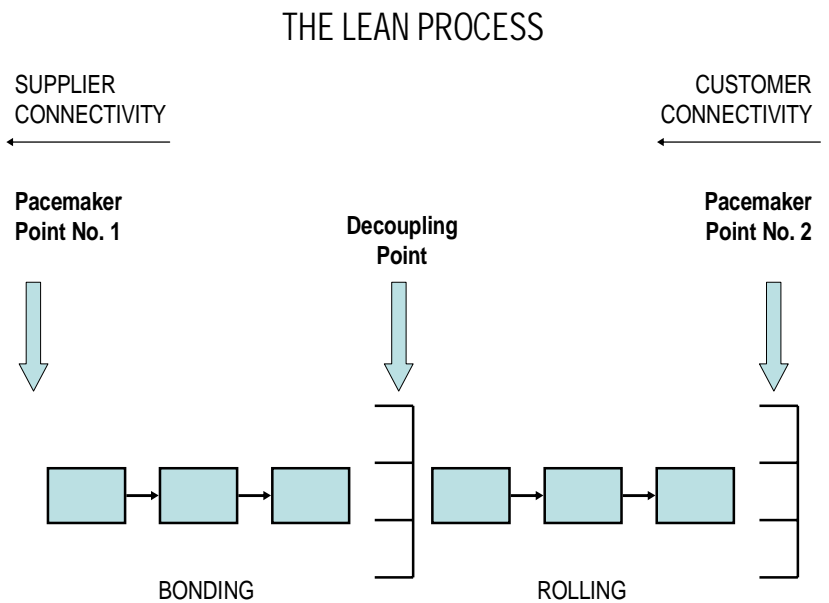 THE LEAN PROCESS
SUPPLIER
CONNECTIVITY
CUSTOMER
CONNECTIVITY
Pacemaker
Point No. 1
Decoupling
Point
Pacemaker
Point No. 2
BONDING
ROLLING